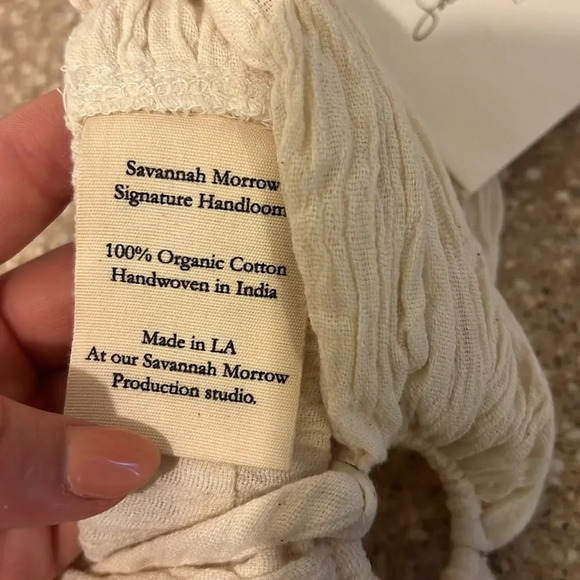 Savannah Morrow
Signature Handloom
100% Organic Cotton
Handwoven in India
Made in LA
At our Savannah Morrow
Production studio.